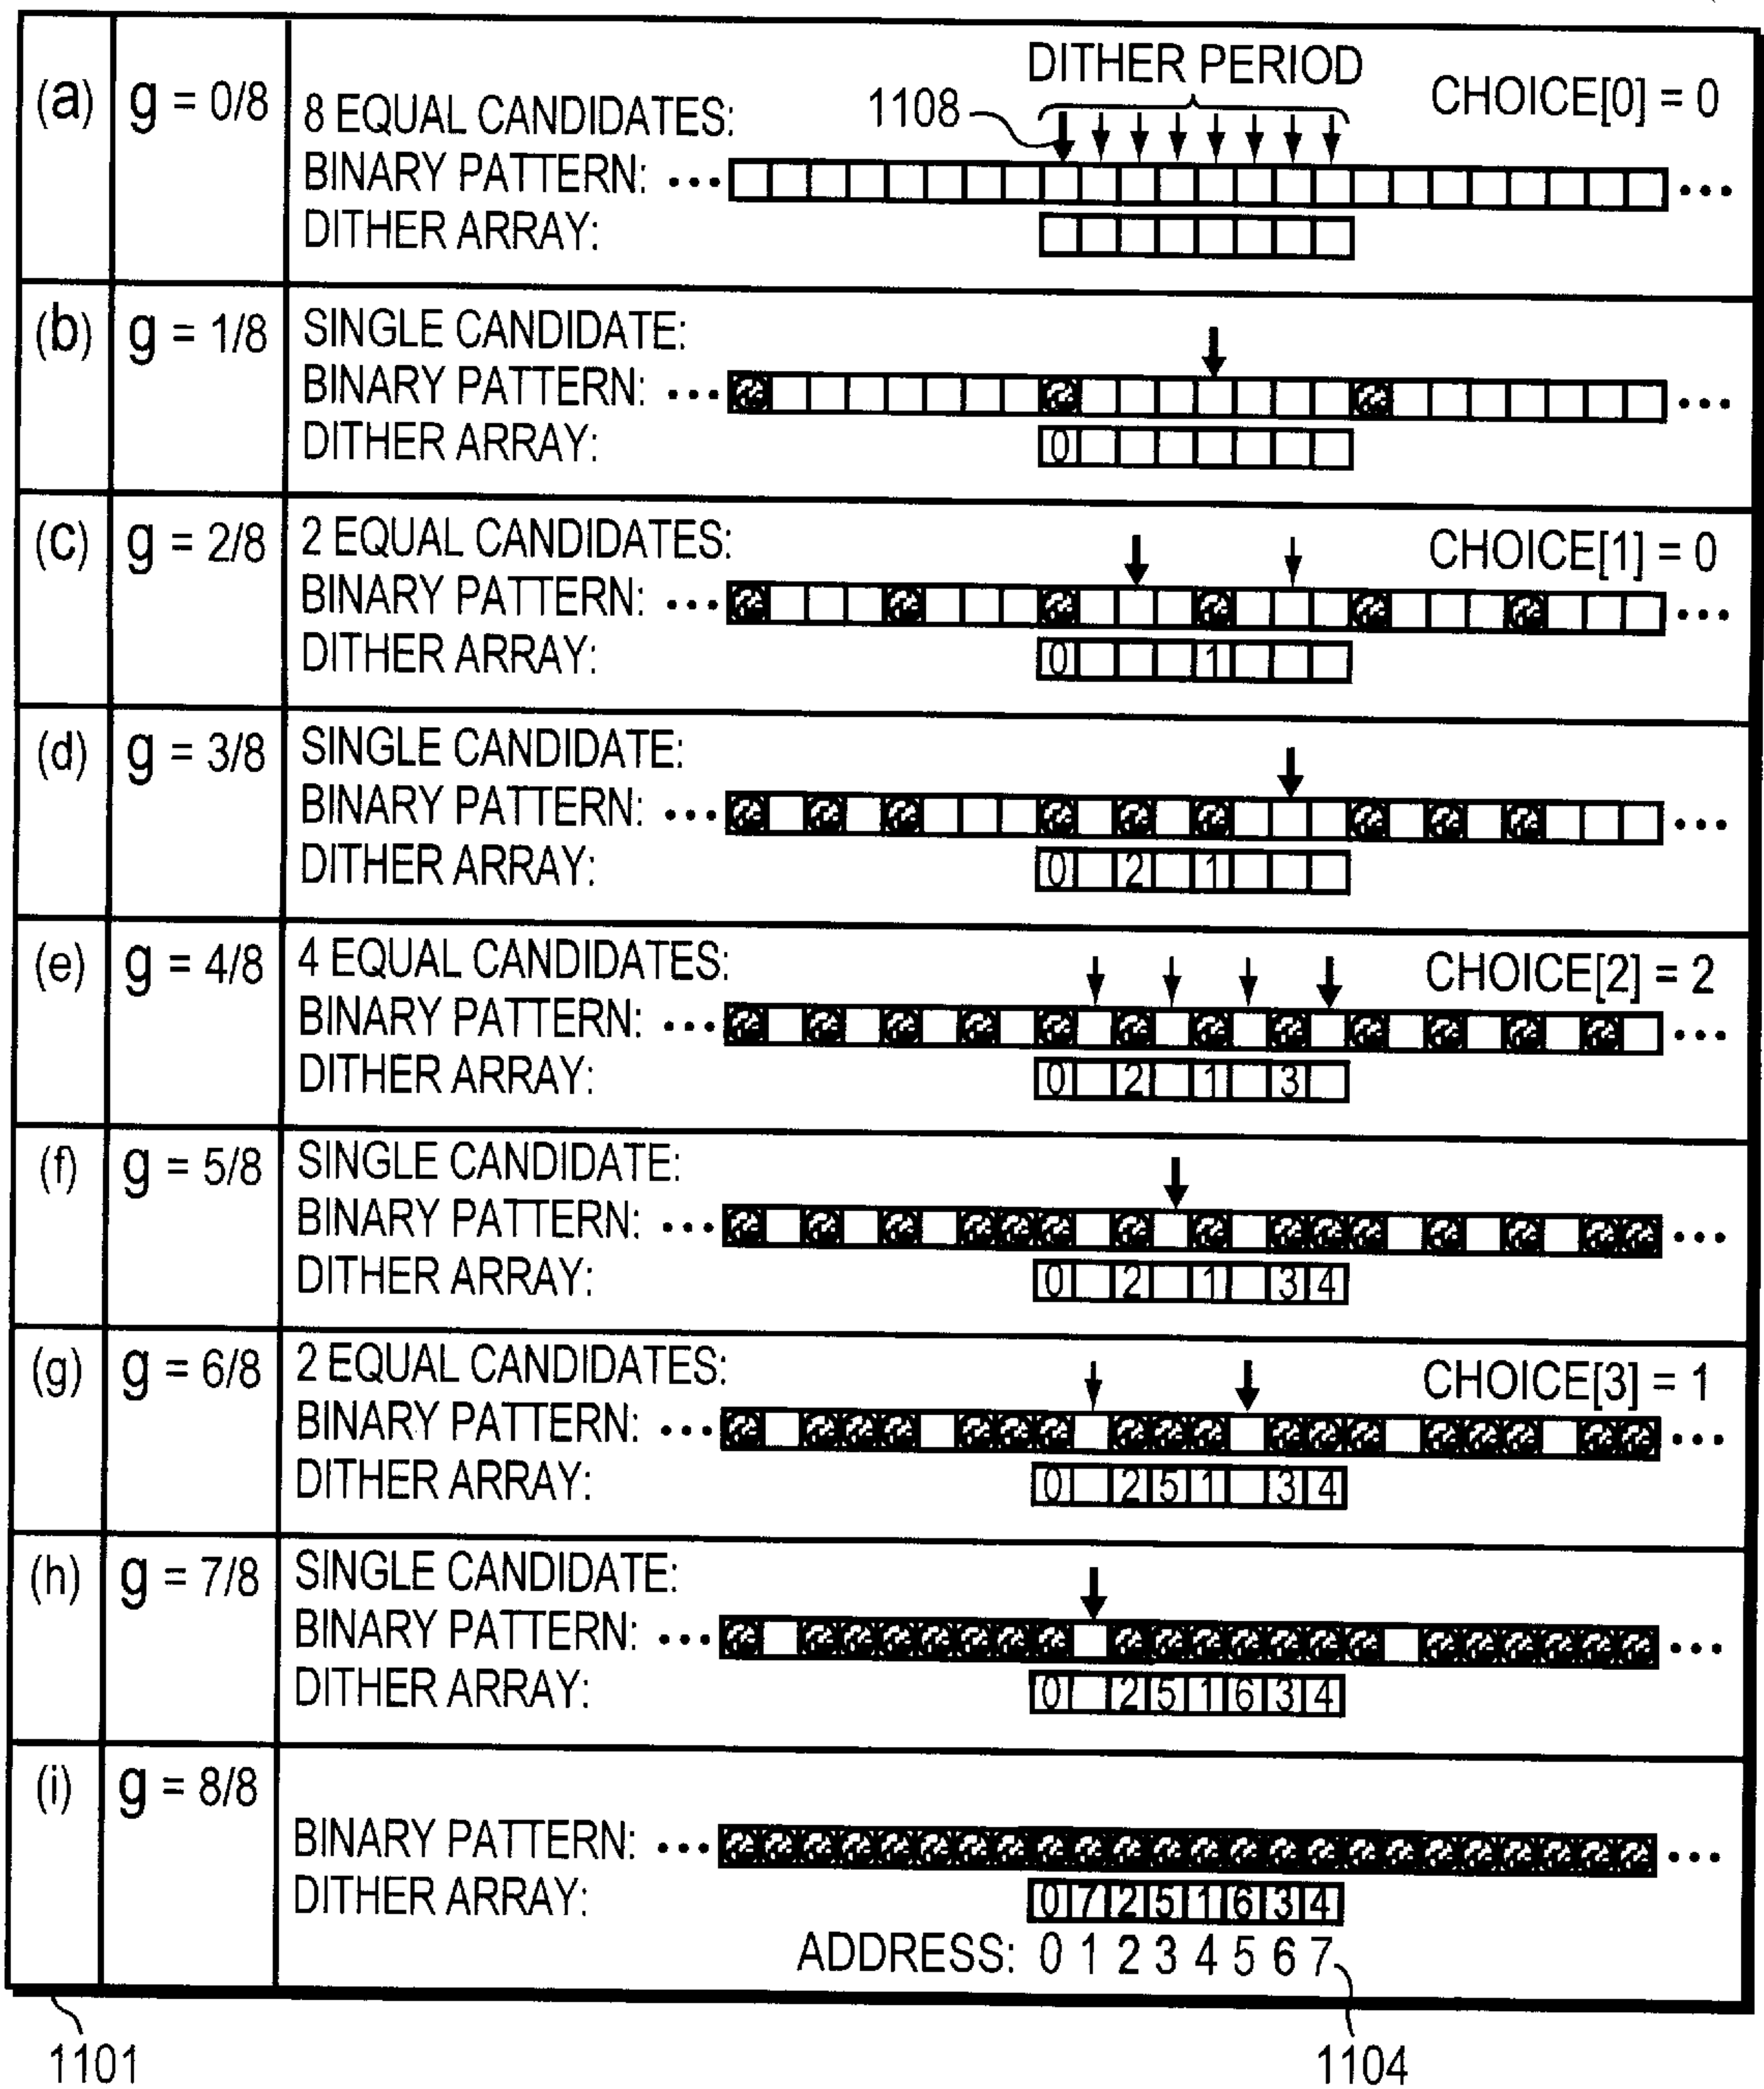 (a) g = 0/8 8 EQUAL CANDIDATES: 1108 DITHER PERIOD CHOICE[0] = 0
BINARY PATTERN: ••• •••
DITHER ARRAY:
(b) g = 1/8 SINGLE CANDIDATE:
BINARY PATTERN: ••• •••
DITHER ARRAY: 0
(c) g = 2/8 2 EQUAL CANDIDATES: CHOICE[1] = 0
BINARY PATTERN: ••• •••
DITHER ARRAY: 0 1
(d) g = 3/8 SINGLE CANDIDATE:
BINARY PATTERN: ••• •••
DITHER ARRAY: 0 2 1
(e) g = 4/8 4 EQUAL CANDIDATES: CHOICE[2] = 2
BINARY PATTERN: ••• •••
DITHER ARRAY: 0 2 1 3
(f) g = 5/8 SINGLE CANDIDATE:
BINARY PATTERN: ••• •••
DITHER ARRAY: 0 2 1 3 4
(g) g = 6/8 2 EQUAL CANDIDATES: CHOICE[3] = 1
BINARY PATTERN: ••• •••
DITHER ARRAY: 0 2 5 1 3 4
(h) g = 7/8 SINGLE CANDIDATE:
BINARY PATTERN: ••• •••
DITHER ARRAY: 0 2 5 1 6 3 4
(i) g = 8/8
BINARY PATTERN: ••• •••
DITHER ARRAY: 0 7 2 5 1 6 3 4
ADDRESS: 0 1 2 3 4 5 6 7
1101 1104